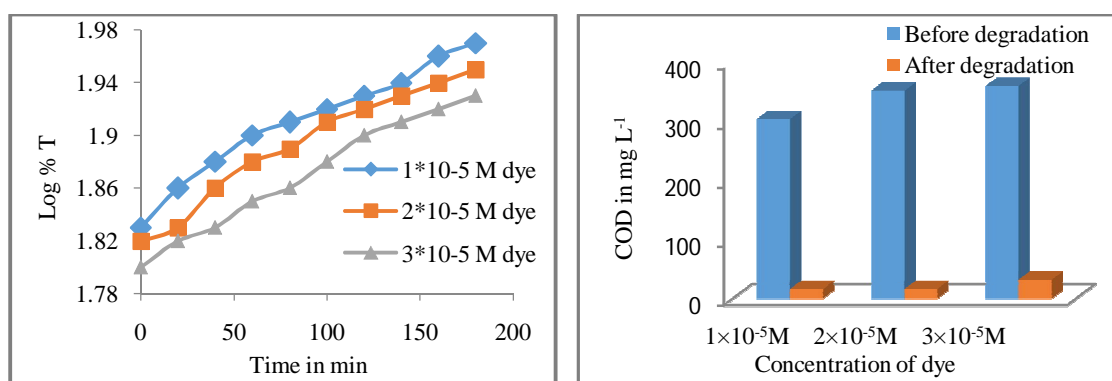 1.98
1.94
1.9
1.86
1.82
1.78
Log % T
1*10-5 M dye
2*10-5 M dye
3*10-5 M dye
0 50 100 150 200
Time in min
Before degradation
After degradation
400
300
200
100
0
COD in mg L⁻¹
1×10⁻⁵M 2×10⁻⁵M 3×10⁻⁵M
Concentration of dye